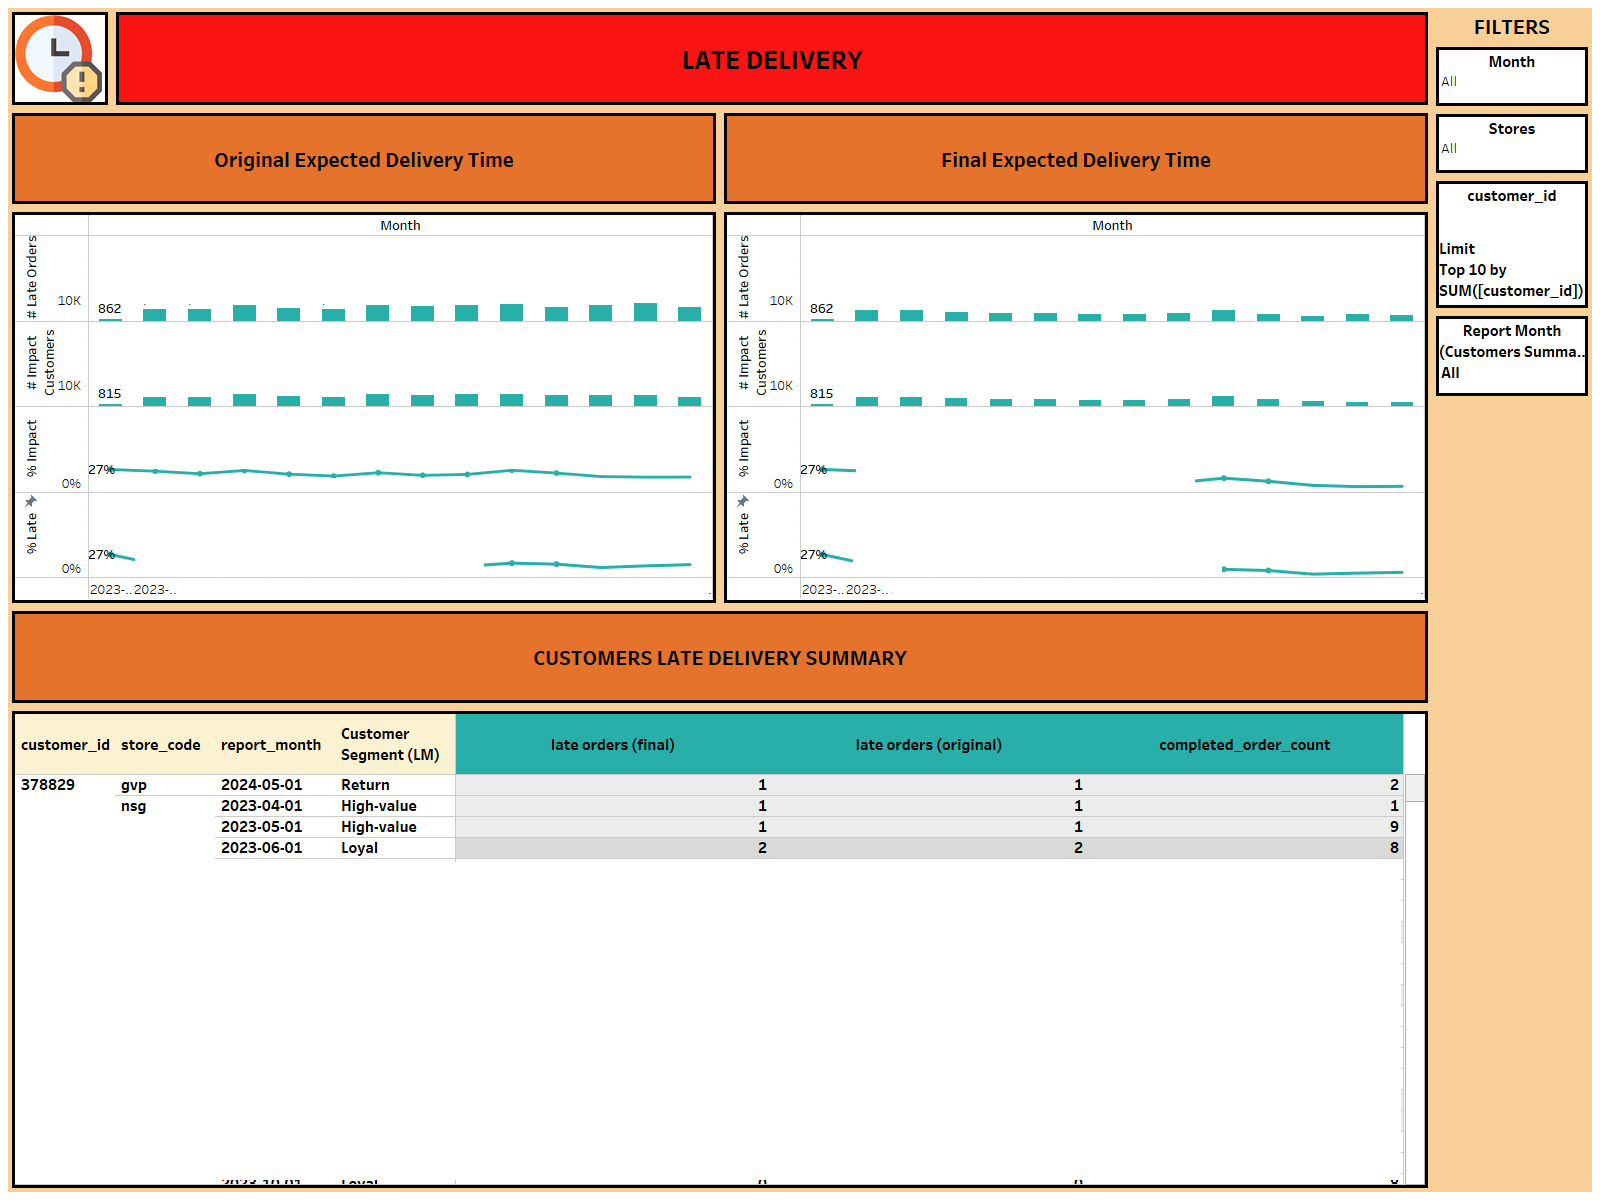 LATE DELIVERY
FILTERS
Month
All
Stores
All
customer_id
Limit
Top 10 by
SUM([customer_id])
Report Month
(Customers Summa..
All
Original Expected Delivery Time
Final Expected Delivery Time
Month
# Late Orders
10K
862
# Impact
Customers
10K
815
% Impact
27%
0%
% Late
27%
0%
2023-.. 2023-..
Month
# Late Orders
10K
862
# Impact
Customers
10K
815
% Impact
27%
0%
% Late
27%
0%
2023-.. 2023-..
CUSTOMERS LATE DELIVERY SUMMARY
customer_id store_code report_month Customer Segment (LM) late orders (final) late orders (original) completed_order_count
378829 gvp 2024-05-01 Return 1 1 2
nsg 2023-04-01 High-value 1 1 1
2023-05-01 High-value 1 1 9
2023-06-01 Loyal 2 2 8